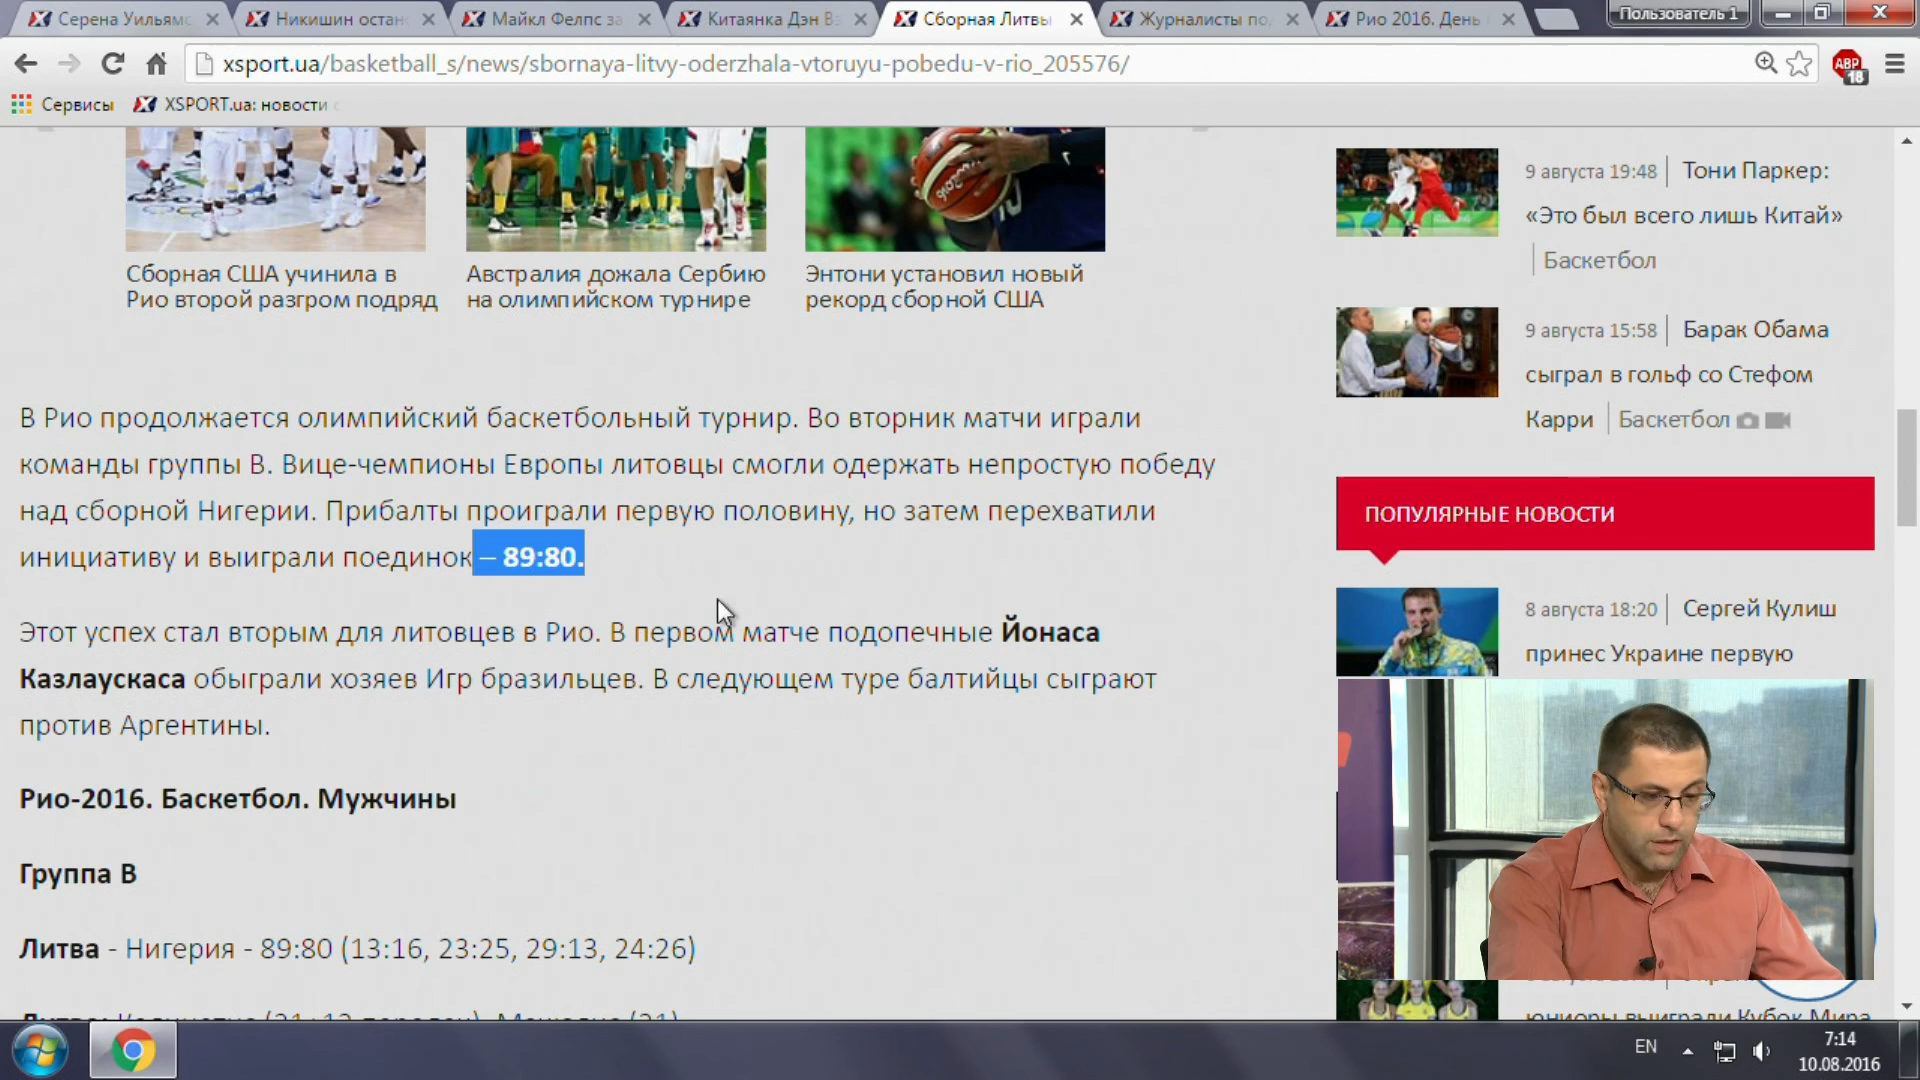 Серена Уильямс
Никишин остан
Майкл Фелпс за
Китаянка Дэн Вэ
Сборная Литвы
Журналисты по
Рио 2016. День
Пользователь 1
xsport.ua/basketball_s/news/sbornaya-litvy-oderzhala-vtoruyu-pobedu-v-rio_205576/
ABP
18
Сервисы
XSPORT.ua: новости
Сборная США учинила в
Рио второй разгром подряд
Австралия дожала Сербию
на олимпийском турнире
Энтони установил новый
рекорд сборной США
В Рио продолжается олимпийский баскетбольный турнир. Во вторник матчи играли
команды группы В. Вице-чемпионы Европы литовцы смогли одержать непростую победу
над сборной Нигерии. Прибалты проиграли первую половину, но затем перехватили
инициативу и выиграли поединок – 89:80.
Этот успех стал вторым для литовцев в Рио. В первом матче подопечные Йонаса
Казлаускаса обыграли хозяев Игр бразильцев. В следующем туре балтийцы сыграют
против Аргентины.
Рио-2016. Баскетбол. Мужчины
Группа В
Литва - Нигерия - 89:80 (13:16, 23:25, 29:13, 24:26)
9 августа 19:48 Тони Паркер:
«Это был всего лишь Китай»
Баскетбол
9 августа 15:58 Барак Обама
сыграл в гольф со Стефом
Карри Баскетбол
ПОПУЛЯРНЫЕ НОВОСТИ
8 августа 18:20 Сергей Кулиш
принес Украине первую
юниоры выиграли Кубок Мира
EN
7:14
10.08.2016